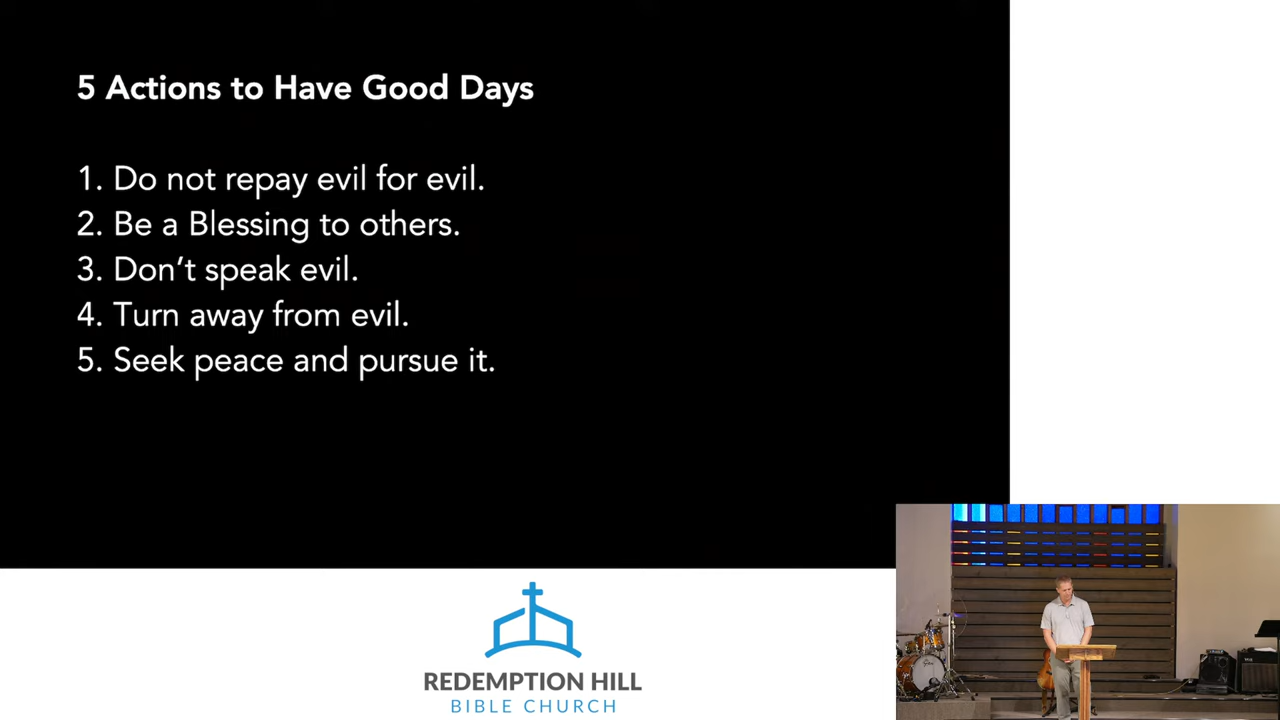 5 Actions to Have Good Days
1. Do not repay evil for evil.
2. Be a Blessing to others.
3. Don’t speak evil.
4. Turn away from evil.
5. Seek peace and pursue it.
REDEMPTION HILL
BIBLE CHURCH